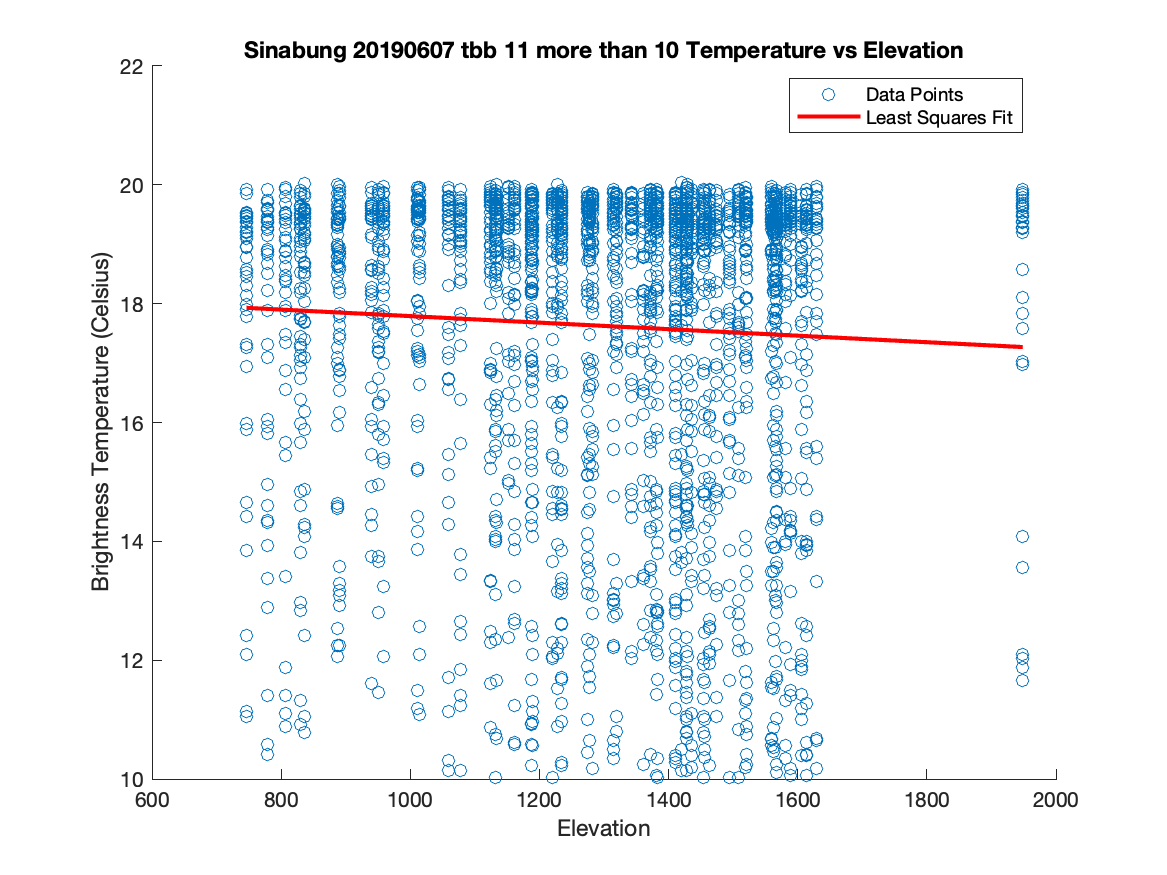 Sinabung 20190607 tbb 11 more than 10 Temperature vs Elevation
Data Points
Least Squares Fit
22
20
18
16
14
12
10
Brightness Temperature (Celsius)
600 800 1000 1200 1400 1600 1800 2000
Elevation